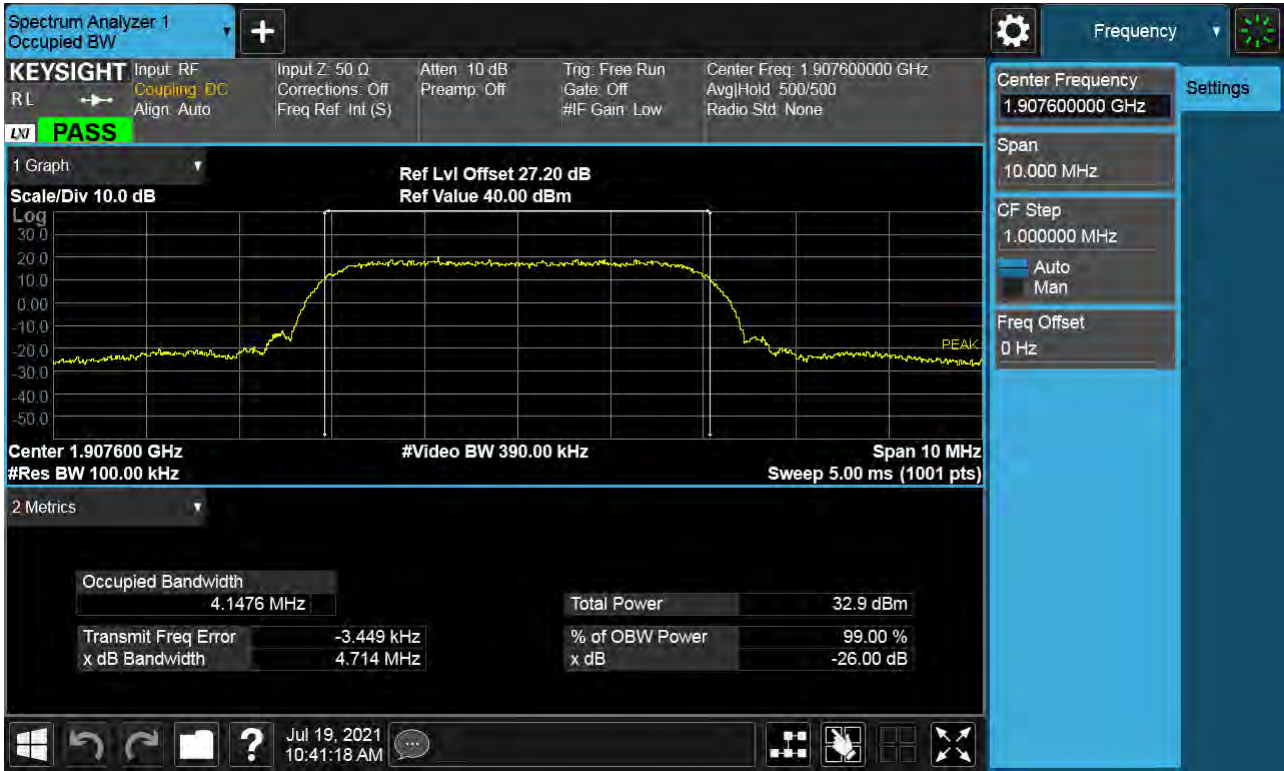 Spectrum Analyzer 1
Occupied BW
Frequency
KEYSIGHT
RL
LXI
PASS
Input: RF
Coupling: DC
Align: Auto
Input Z: 50 Ω
Corrections: Off
Freq Ref: Int (S)
Atten: 10 dB
Preamp: Off
Trig: Free Run
Gate: Off
#IF Gain: Low
Center Freq: 1.907600000 GHz
Avg|Hold: 500/500
Radio Std: None
Center Frequency
1.907600000 GHz
Settings
Span
10.000 MHz
CF Step
1.000000 MHz
Auto
Man
Freq Offset
0 Hz
1 Graph
Ref Lvl Offset 27.20 dB
Scale/Div 10.0 dB
Ref Value 40.00 dBm
Log
30.0
20.0
10.0
0.00
-10.0
-20.0
-30.0
-40.0
-50.0
PEAK
Center 1.907600 GHz
#Video BW 390.00 kHz
Span 10 MHz
#Res BW 100.00 kHz
Sweep 5.00 ms (1001 pts)
2 Metrics
Occupied Bandwidth
4.1476 MHz
Total Power 32.9 dBm
Transmit Freq Error -3.449 kHz
% of OBW Power 99.00 %
x dB Bandwidth 4.714 MHz
x dB -26.00 dB
?
Jul 19, 2021
10:41:18 AM